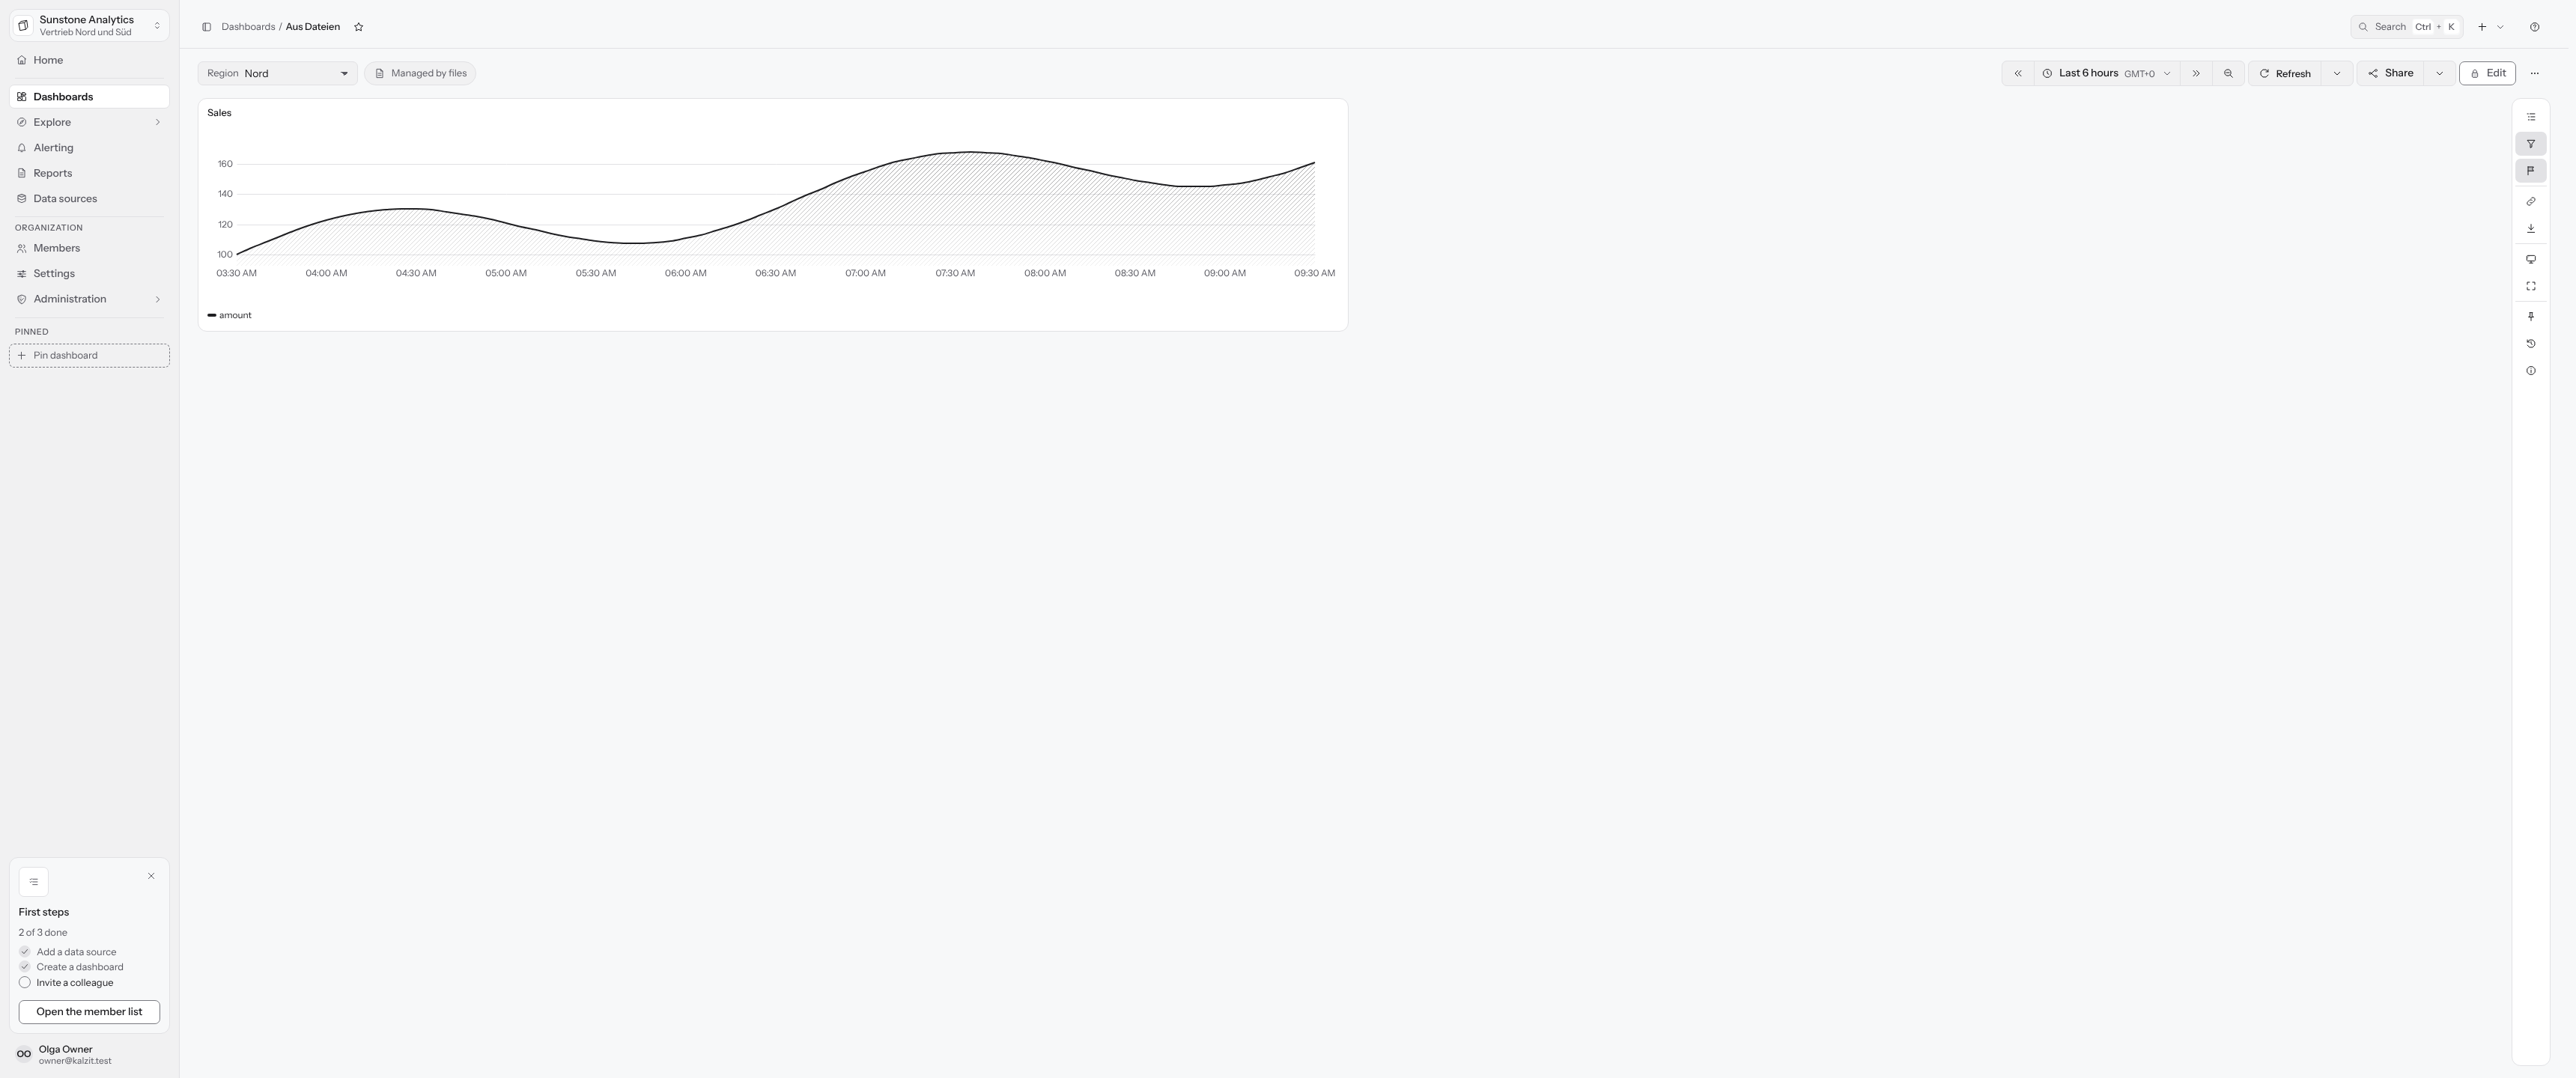 Sunstone Analytics
Vertrieb Nord und Süd
Home
Dashboards
Explore
Alerting
Reports
Data sources
ORGANIZATION
Members
Settings
Administration
PINNED
Pin dashboard
First steps
2 of 3 done
Add a data source
Create a dashboard
Invite a colleague
Open the member list
OO
Olga Owner
owner@kalzit.test
Dashboards / Aus Dateien
Search Ctrl + K
Region Nord
Managed by files
Last 6 hours GMT+0
Refresh
Share
Edit
Sales
160
140
120
100
03:30 AM 04:00 AM 04:30 AM 05:00 AM 05:30 AM 06:00 AM 06:30 AM 07:00 AM 07:30 AM 08:00 AM 08:30 AM 09:00 AM 09:30 AM
amount